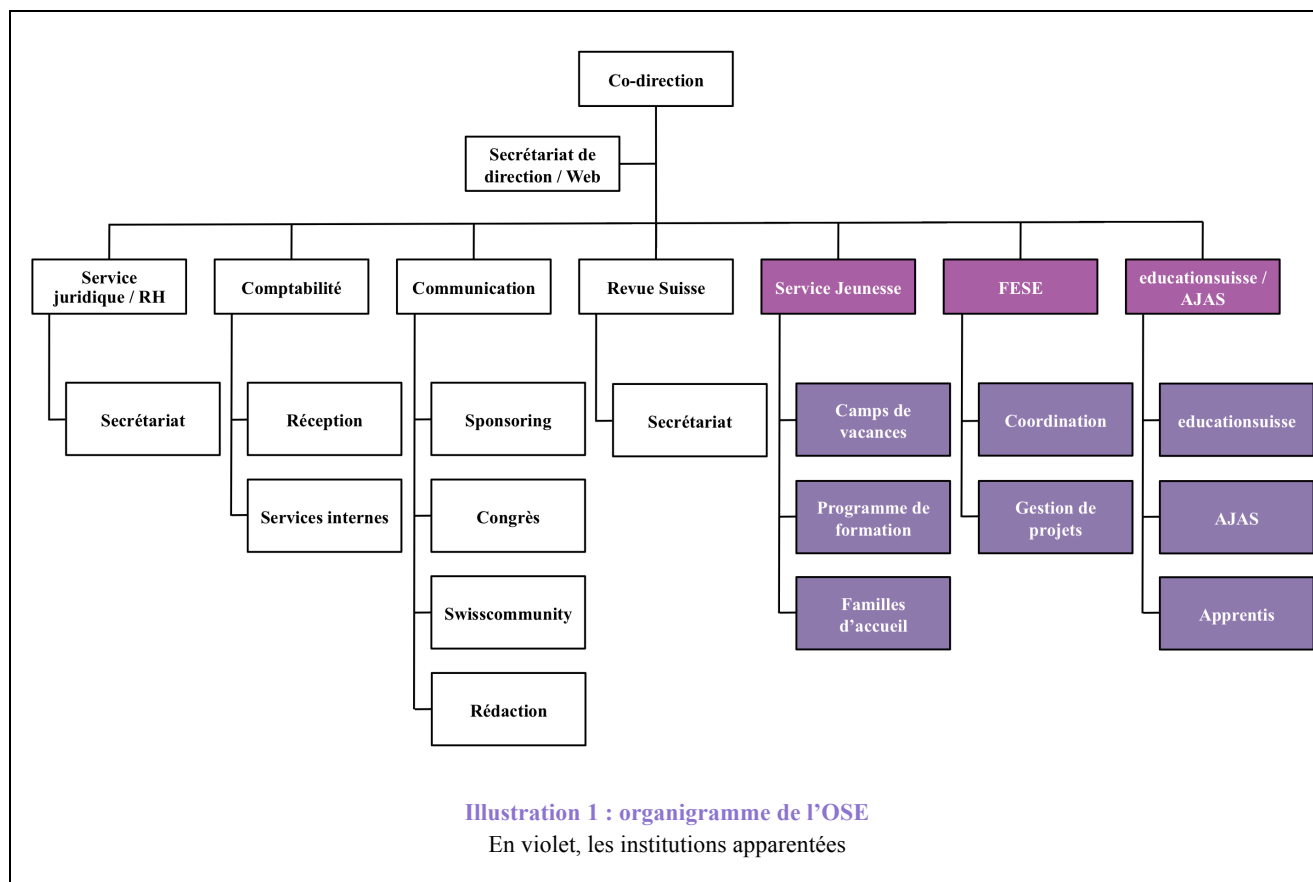 Co-direction
Secrétariat de
direction / Web
Service
juridique / RH
Comptabilité
Communication
Revue Suisse
Service Jeunesse
FESE
educationsuisse /
AJAS
Secrétariat
Réception
Sponsoring
Secrétariat
Camps de
vacances
Coordination
educationsuisse
Services internes
Congrès
Programme de
formation
Gestion de
projets
AJAS
Swisscommunity
Familles
d’accueil
Apprentis
Rédaction
Illustration 1 : organigramme de l’OSE
En violet, les institutions apparentées